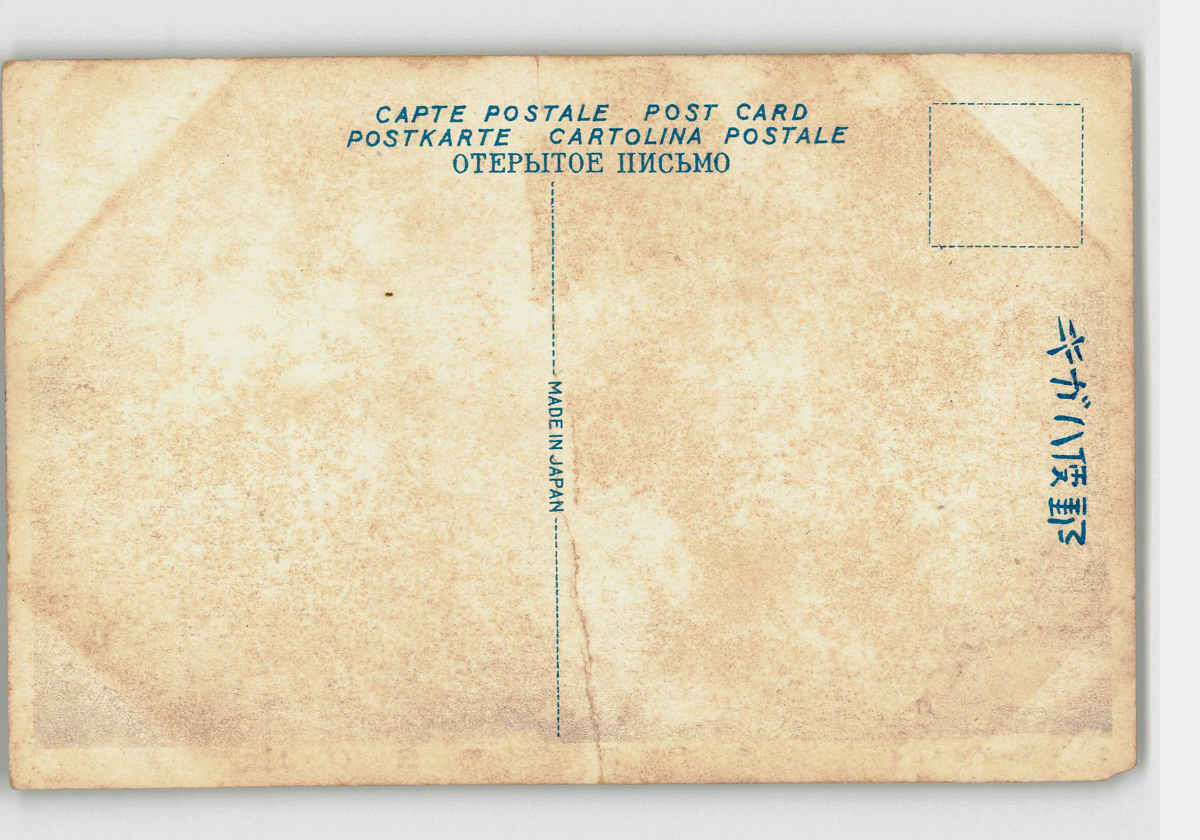 CAPTE POSTALE POST CARD
POSTKARTE CARTOLINA POSTALE
ОТЕРЫТОЕ ПИСЬМО
MADE IN JAPAN
郵便ハガキ